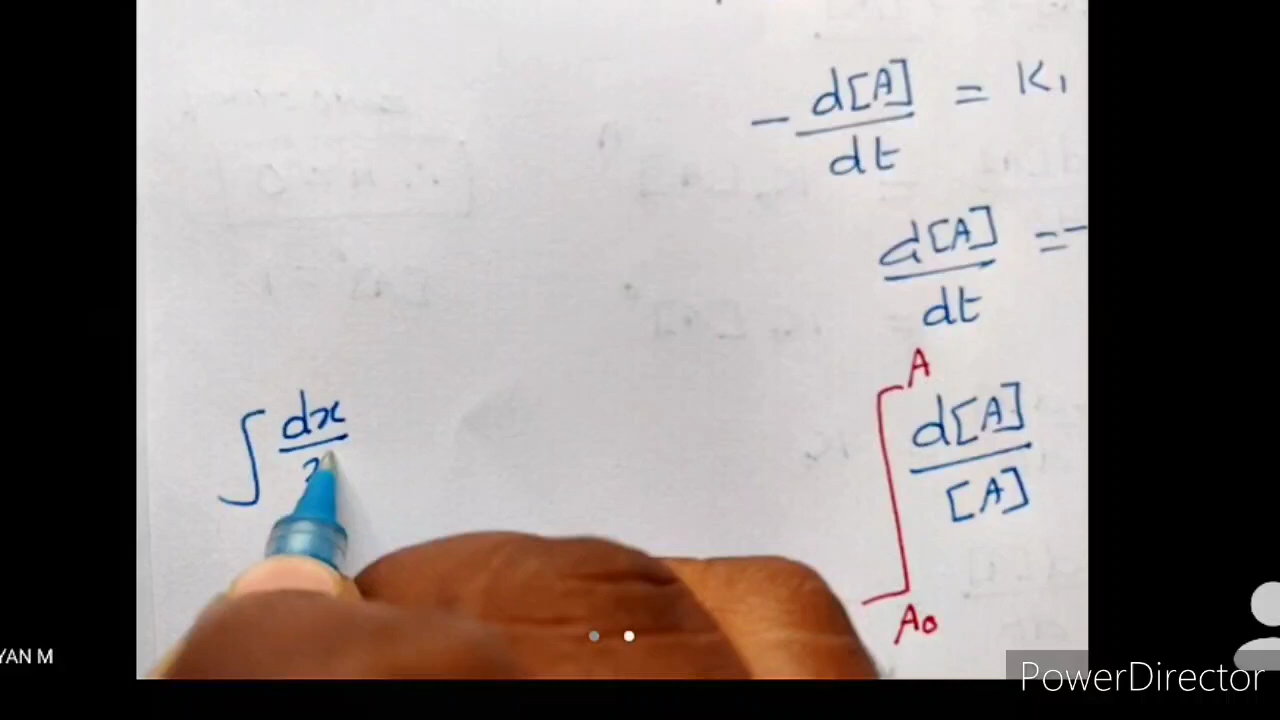 - d[A] = K₁
dt
d[A] = -
dt
A
∫ d[A]
[A]
A₀
∫ dx
YAN M
PowerDirector